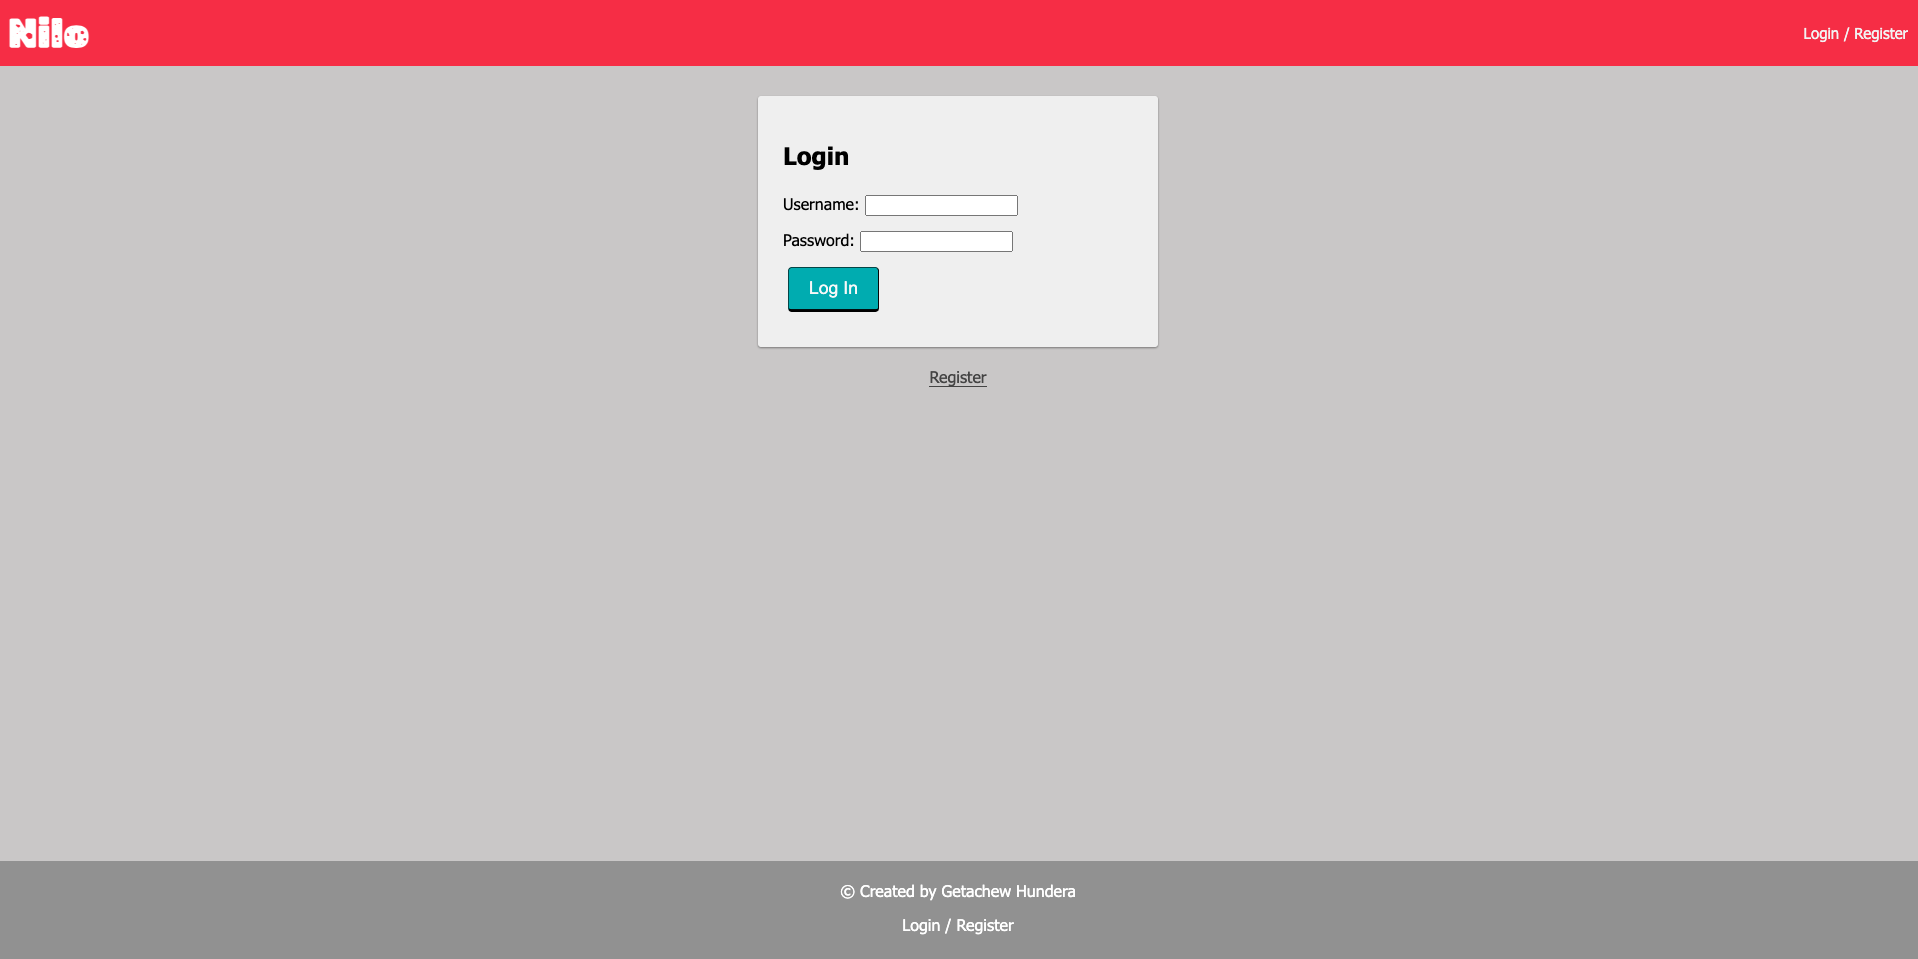 Nilo
Login / Register
Login
Username:
Password:
Log In
Register
© Created by Getachew Hundera
Login / Register